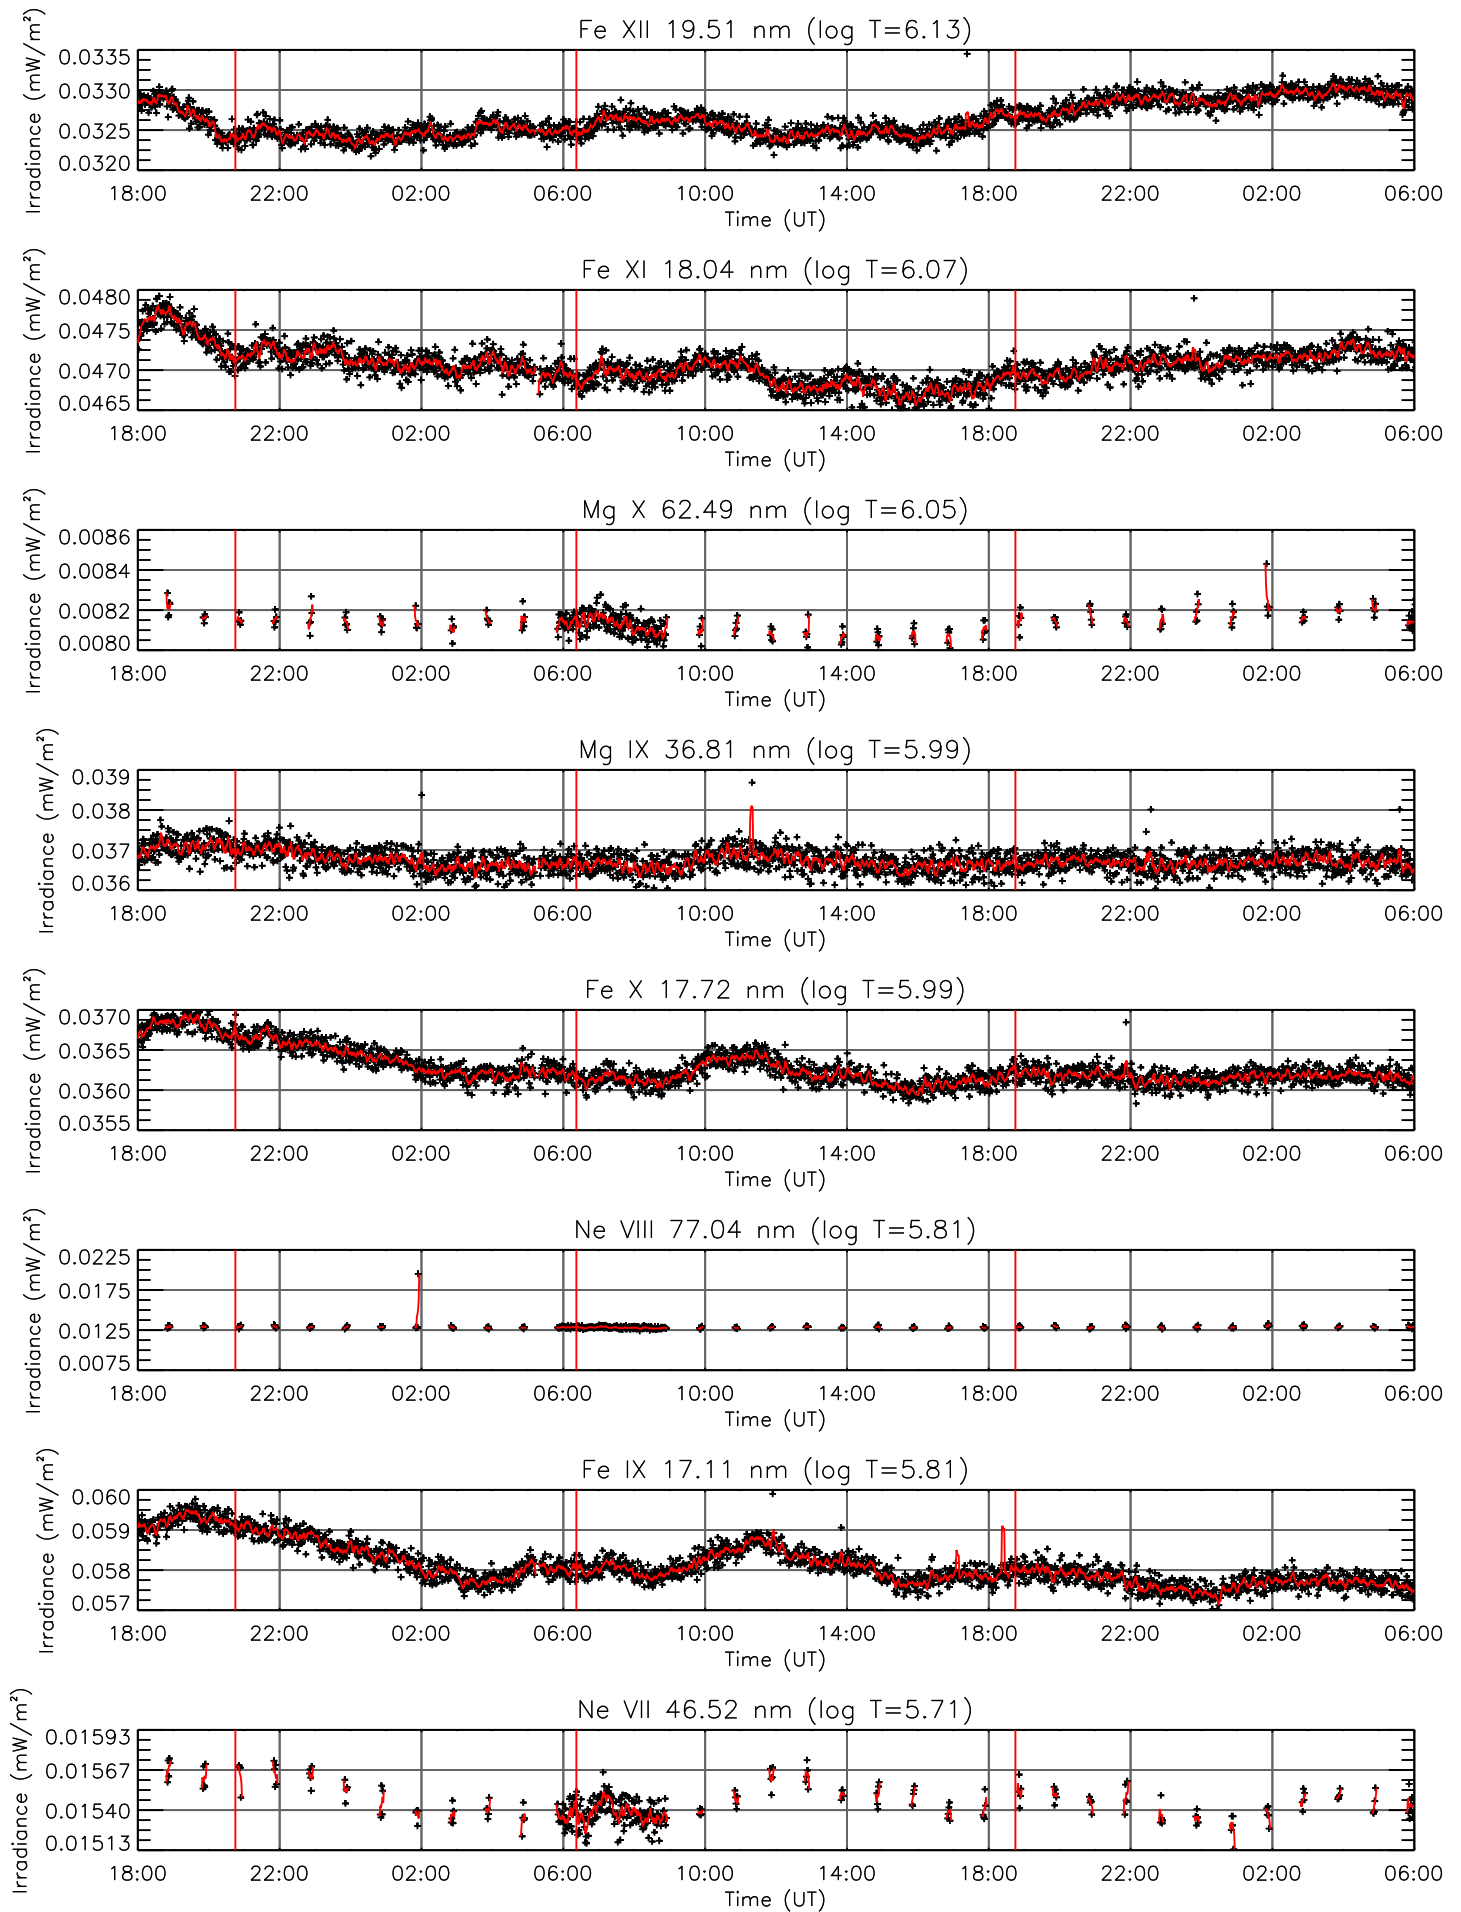 Fe XII 19.51 nm (log T=6.13)
Irradiance (mW/m²)
0.0335
0.0330
0.0325
0.0320
18:00 22:00 02:00 06:00 10:00 14:00 18:00 22:00 02:00 06:00
Time (UT)
Fe XI 18.04 nm (log T=6.07)
Irradiance (mW/m²)
0.0480
0.0475
0.0470
0.0465
18:00 22:00 02:00 06:00 10:00 14:00 18:00 22:00 02:00 06:00
Time (UT)
Mg X 62.49 nm (log T=6.05)
Irradiance (mW/m²)
0.0086
0.0084
0.0082
0.0080
18:00 22:00 02:00 06:00 10:00 14:00 18:00 22:00 02:00 06:00
Time (UT)
Mg IX 36.81 nm (log T=5.99)
Irradiance (mW/m²)
0.039
0.038
0.037
0.036
18:00 22:00 02:00 06:00 10:00 14:00 18:00 22:00 02:00 06:00
Time (UT)
Fe X 17.72 nm (log T=5.99)
Irradiance (mW/m²)
0.0370
0.0365
0.0360
0.0355
18:00 22:00 02:00 06:00 10:00 14:00 18:00 22:00 02:00 06:00
Time (UT)
Ne VIII 77.04 nm (log T=5.81)
Irradiance (mW/m²)
0.0225
0.0175
0.0125
0.0075
18:00 22:00 02:00 06:00 10:00 14:00 18:00 22:00 02:00 06:00
Time (UT)
Fe IX 17.11 nm (log T=5.81)
Irradiance (mW/m²)
0.060
0.059
0.058
0.057
18:00 22:00 02:00 06:00 10:00 14:00 18:00 22:00 02:00 06:00
Time (UT)
Ne VII 46.52 nm (log T=5.71)
Irradiance (mW/m²)
0.01593
0.01567
0.01540
0.01513
18:00 22:00 02:00 06:00 10:00 14:00 18:00 22:00 02:00 06:00
Time (UT)